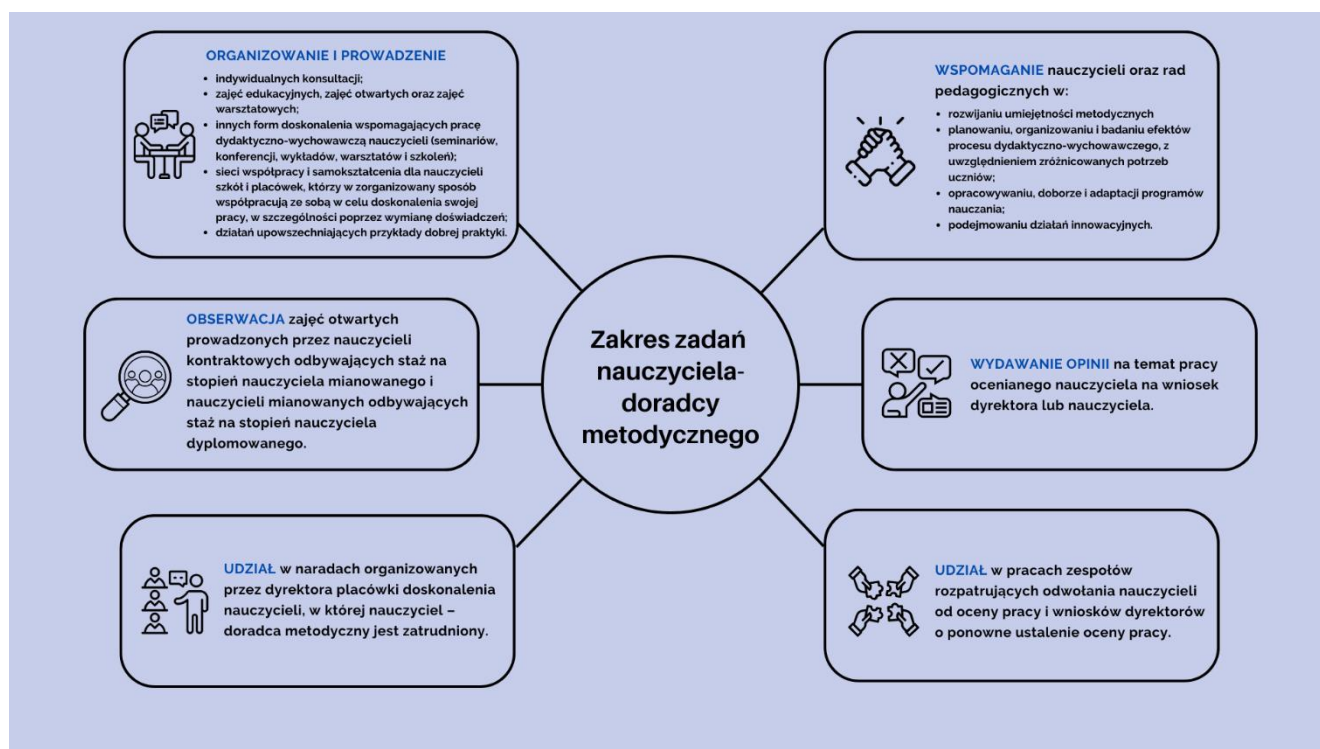 ORGANIZOWANIE I PROWADZENIE
• indywidualnych konsultacji;
• zajęć edukacyjnych, zajęć otwartych oraz zajęć
warsztatowych;
• innych form doskonalenia wspomagających pracę
dydaktyczno-wychowawczą nauczycieli (seminariów,
konferencji, wykładów, warsztatów i szkoleń);
• sieci współpracy i samokształcenia dla nauczycieli
szkół i placówek, którzy w zorganizowany sposób
współpracują ze sobą w celu doskonalenia swojej
pracy, w szczególności poprzez wymianę doświadczeń;
• działań upowszechniających przykłady dobrej praktyki.
WSPOMAGANIE nauczycieli oraz rad
pedagogicznych w:
• rozwijaniu umiejętności metodycznych
• planowaniu, organizowaniu i badaniu efektów
procesu dydaktyczno-wychowawczego, z
uwzględnieniem zróżnicowanych potrzeb
uczniów;
• opracowywaniu, doborze i adaptacji programów
nauczania;
• podejmowaniu działań innowacyjnych.
OBSERWACJA zajęć otwartych
prowadzonych przez nauczycieli
kontraktowych odbywających staż na
stopień nauczyciela mianowanego i
nauczycieli mianowanych odbywających
staż na stopień nauczyciela
dyplomowanego.
Zakres zadań
nauczyciela-
doradcy
metodycznego
WYDAWANIE OPINII na temat pracy
ocenianego nauczyciela na wniosek
dyrektora lub nauczyciela.
UDZIAŁ w naradach organizowanych
przez dyrektora placówki doskonalenia
nauczycieli, w której nauczyciel –
doradca metodyczny jest zatrudniony.
UDZIAŁ w pracach zespołów
rozpatrujących odwołania nauczycieli
od oceny pracy i wniosków dyrektorów
o ponowne ustalenie oceny pracy.